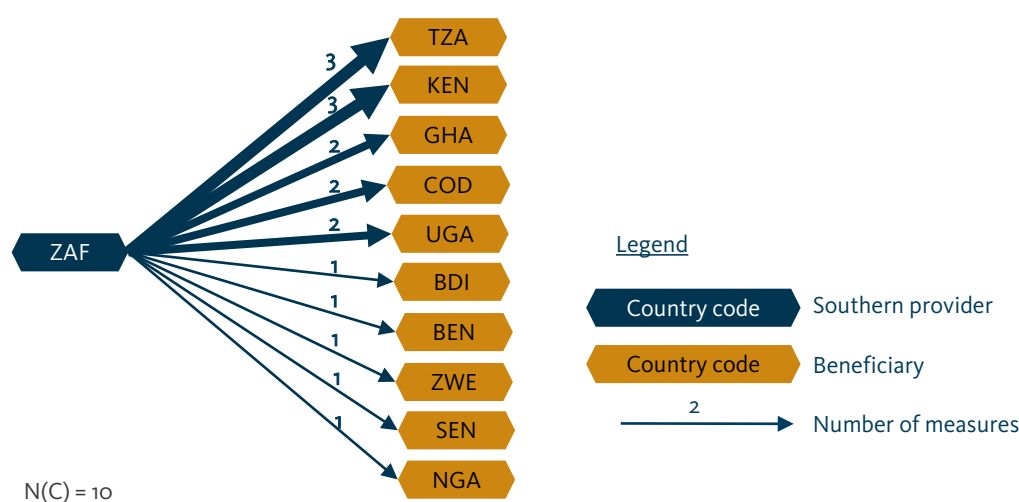 TZA
3
KEN
3
GHA
2
COD
2
UGA
2
ZAF
BDI
1
BEN
1
ZWE
1
SEN
1
NGA
1
N(C) = 10
Legend
Country code Southern provider
Country code Beneficiary
2
Number of measures